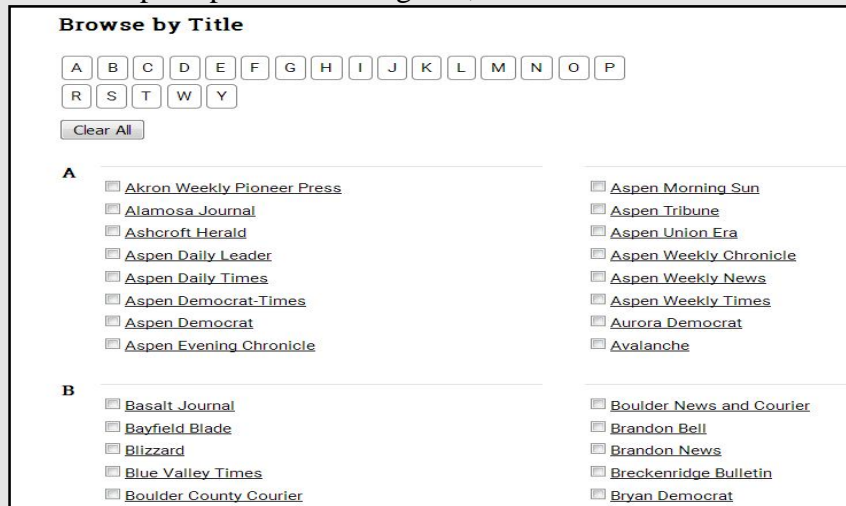 Browse by Title
A B C D E F G H I J K L M N O P
R S T W Y
Clear All
A
Akron Weekly Pioneer Press
Alamosa Journal
Ashcroft Herald
Aspen Daily Leader
Aspen Daily Times
Aspen Democrat-Times
Aspen Democrat
Aspen Evening Chronicle
Aspen Morning Sun
Aspen Tribune
Aspen Union Era
Aspen Weekly Chronicle
Aspen Weekly News
Aspen Weekly Times
Aurora Democrat
Avalanche
B
Basalt Journal
Bayfield Blade
Blizzard
Blue Valley Times
Boulder County Courier
Boulder News and Courier
Brandon Bell
Brandon News
Breckenridge Bulletin
Bryan Democrat